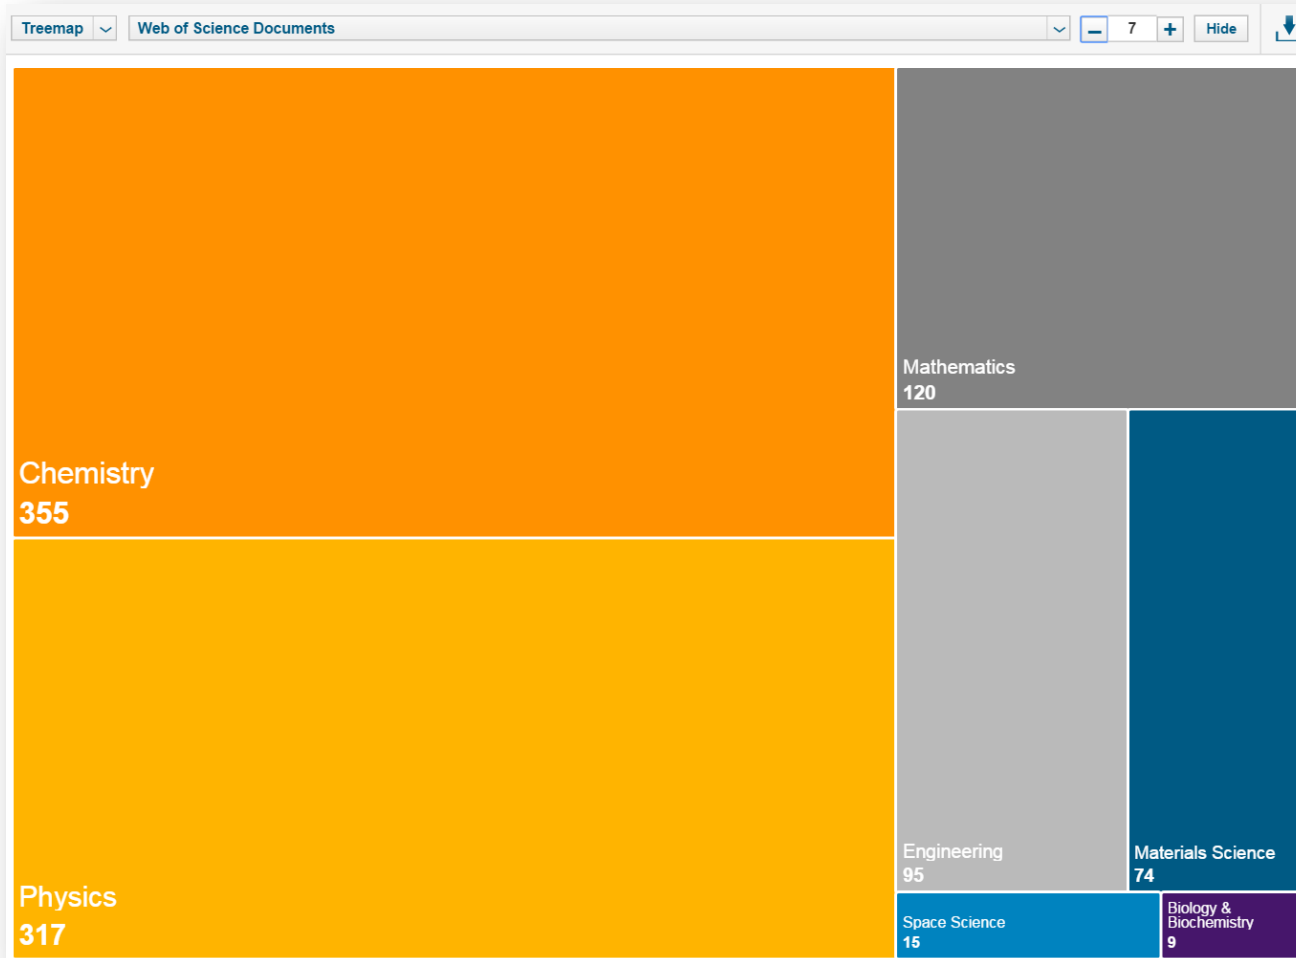 Treemap
Web of Science Documents
7
Hide
Chemistry
355
Physics
317
Mathematics
120
Engineering
95
Materials Science
74
Space Science
15
Biology &
Biochemistry
9